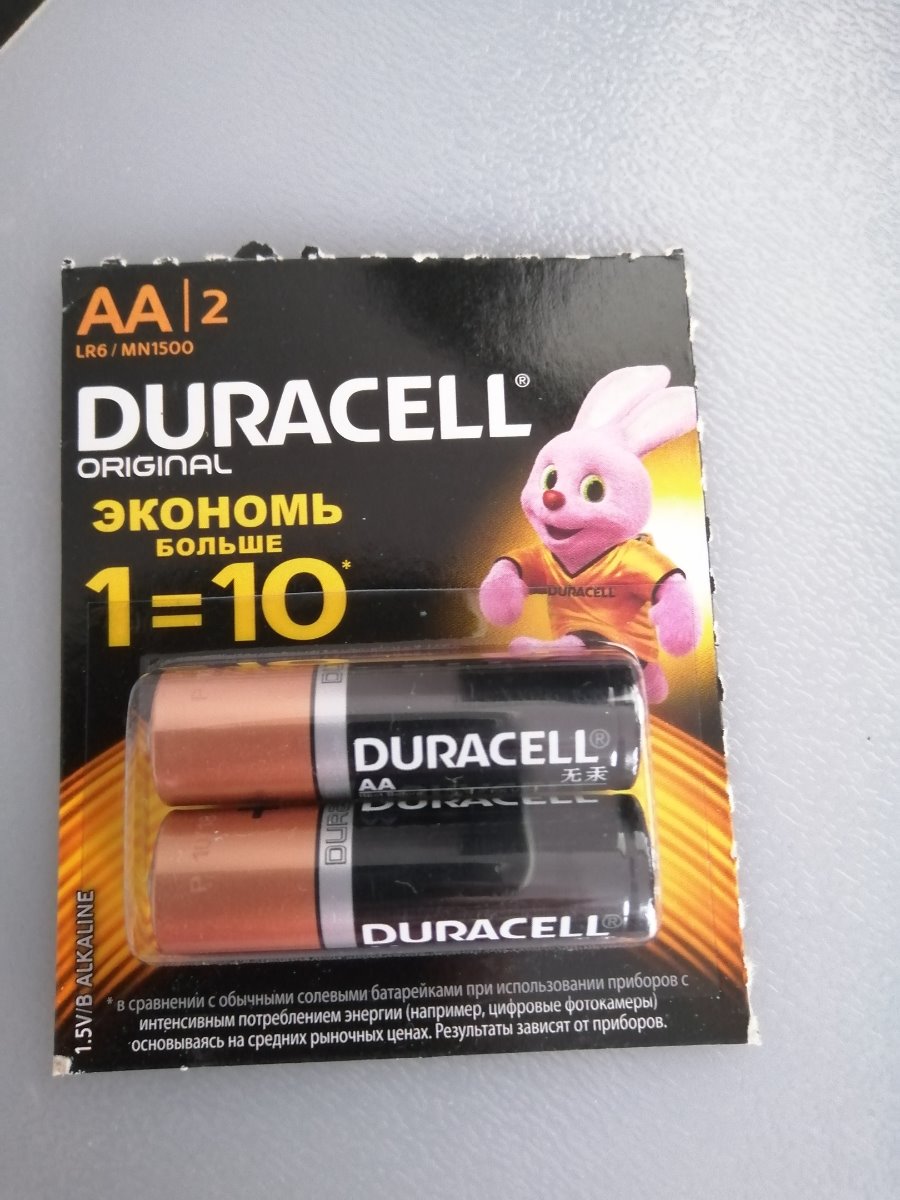 AA|2
LR6 / MN1500
DURACELL®
ORIGINAL
ЭКОНОМЬ
БОЛЬШЕ
1=10*
DURACELL
DURACELL®
AA
无汞
DURACELL
DURACELL®
1.5V/B ALKALINE
* в сравнении с обычными солевыми батарейками при использовании приборов с
интенсивным потреблением энергии (например, цифровые фотокамеры)
основываясь на средних рыночных ценах. Результаты зависят от приборов.